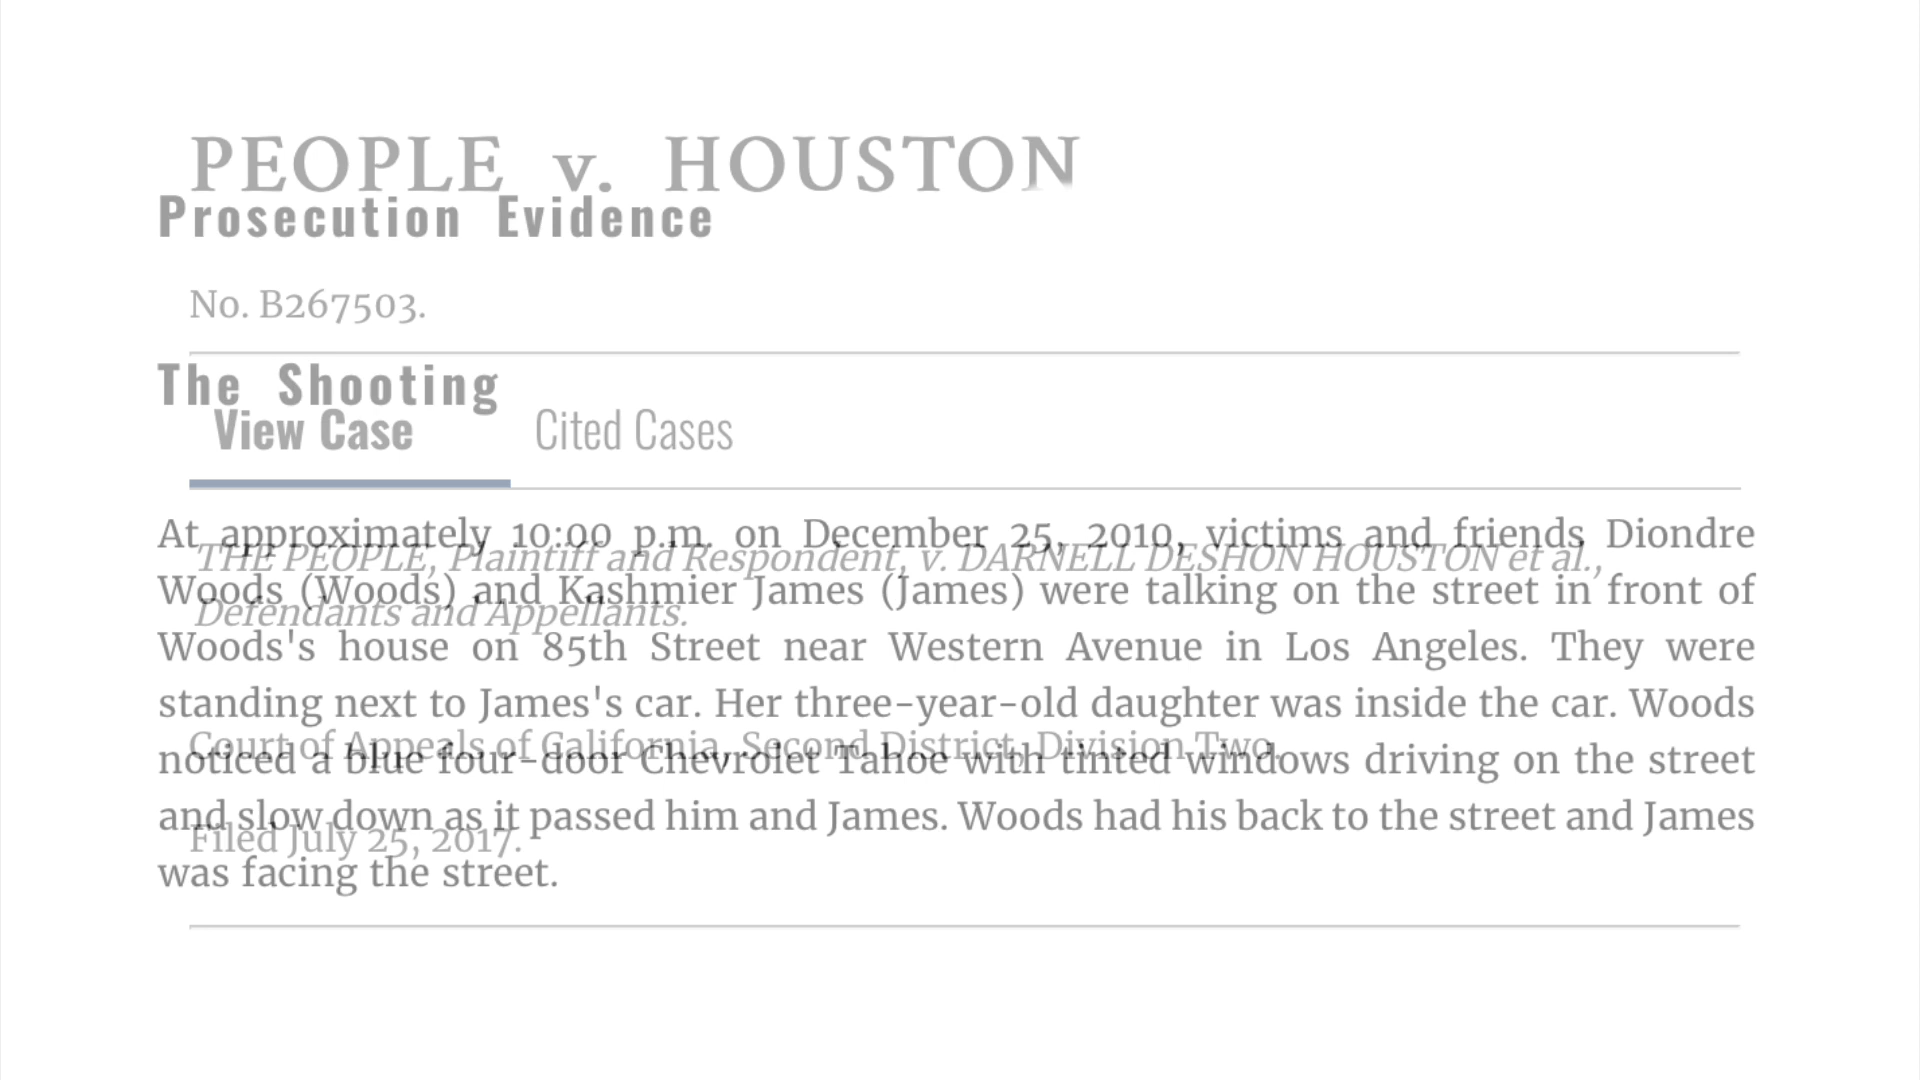 PEOPLE v. HOUSTON
Prosecution Evidence
No. B267503.
The Shooting
View Case Cited Cases
At approximately 10:00 p.m. on December 25, 2010, victims and friends Diondre
THE PEOPLE, Plaintiff and Respondent, v. DARNELL DESHON HOUSTON et al.,
Woods (Woods) and Kashmier James (James) were talking on the street in front of
Defendants and Appellants.
Woods's house on 85th Street near Western Avenue in Los Angeles. They were
standing next to James's car. Her three-year-old daughter was inside the car. Woods
Court of Appeals of California, Second District, Division Two.
noticed a blue four-door Chevrolet Tahoe with tinted windows driving on the street
and slow down as it passed him and James. Woods had his back to the street and James
Filed July 25, 2017.
was facing the street.